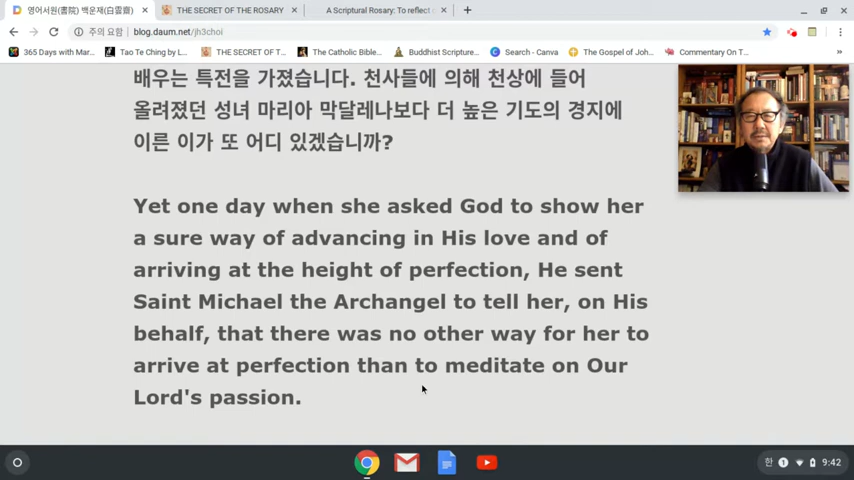 영어서원(書院) 백운재(白雲齋)
THE SECRET OF THE ROSARY
A Scriptural Rosary: To reflect
주의 요함
blog.daum.net/jh3choi
365 Days with Mar...
Tao Te Ching by L...
THE SECRET OF T...
The Catholic Bible...
Buddhist Scripture...
Search - Canva
The Gospel of John...
Commentary On T...
배우는 특전을 가졌습니다. 천사들에 의해 천상에 들어
올려졌던 성녀 마리아 막달레나보다 더 높은 기도의 경지에
이른 이가 또 어디 있겠습니까?
Yet one day when she asked God to show her
a sure way of advancing in His love and of
arriving at the height of perfection, He sent
Saint Michael the Archangel to tell her, on His
behalf, that there was no other way for her to
arrive at perfection than to meditate on Our
Lord's passion.
한
1
9:42